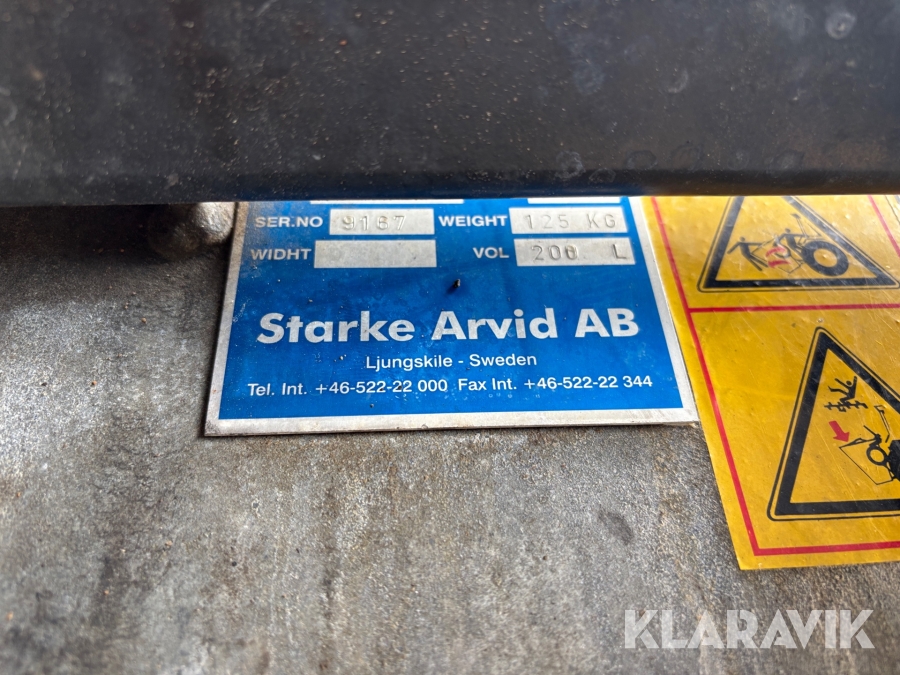 SER.NO 9167 WEIGHT 125 KG
WIDHT VOL 200 L
Starke Arvid AB
Ljungskile - Sweden
Tel. Int. +46-522-22 000 Fax Int. +46-522-22 344
KLARAVIK